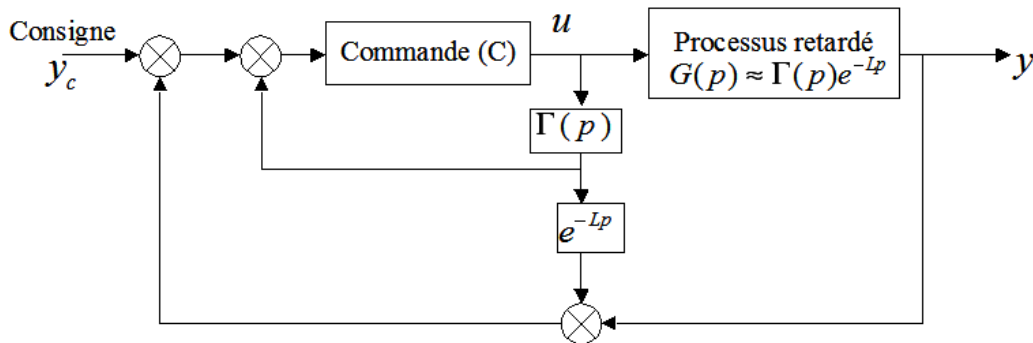 Consigne
y_c
Commande (C)
u
Processus retardé
G(p) ≈ Γ(p)e^{-Lp}
y
Γ(p)
e^{-Lp}